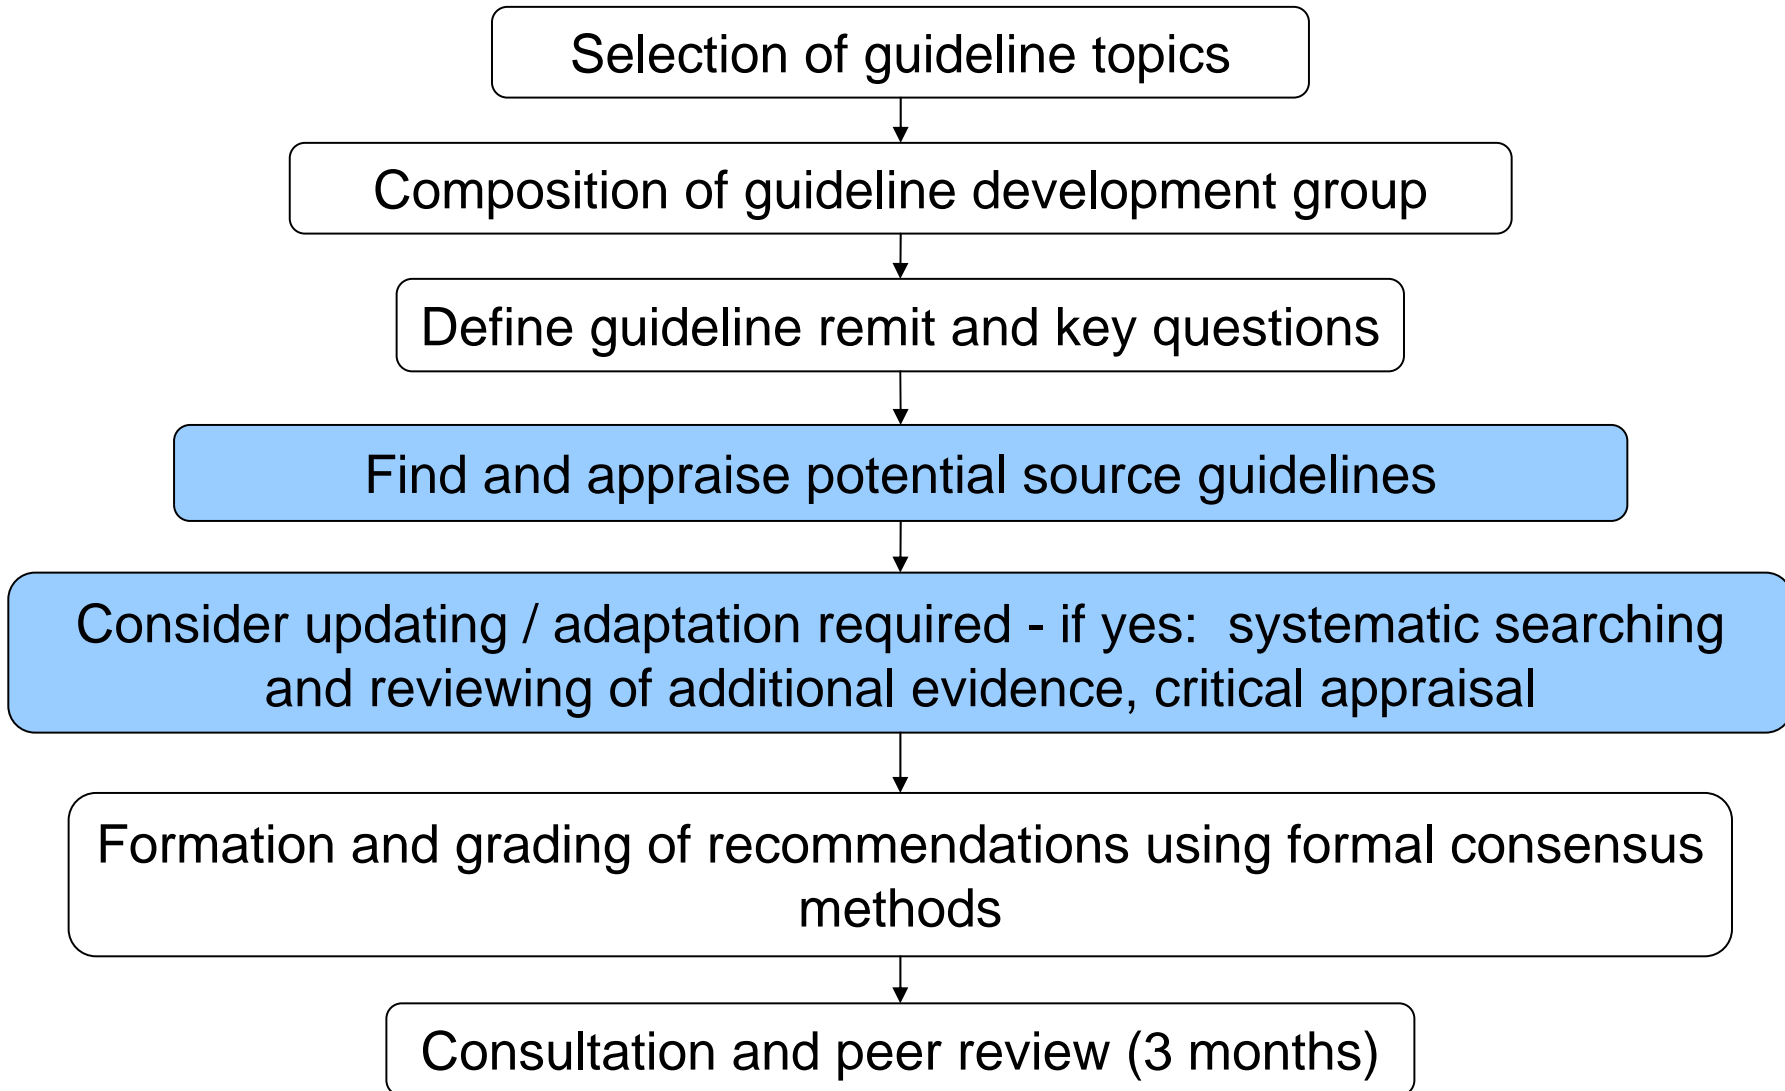 Selection of guideline topics
Composition of guideline development group
Define guideline remit and key questions
Find and appraise potential source guidelines
Consider updating / adaptation required - if yes:  systematic searching
and reviewing of additional evidence, critical appraisal
Formation and grading of recommendations using formal consensus
methods
Consultation and peer review (3 months)